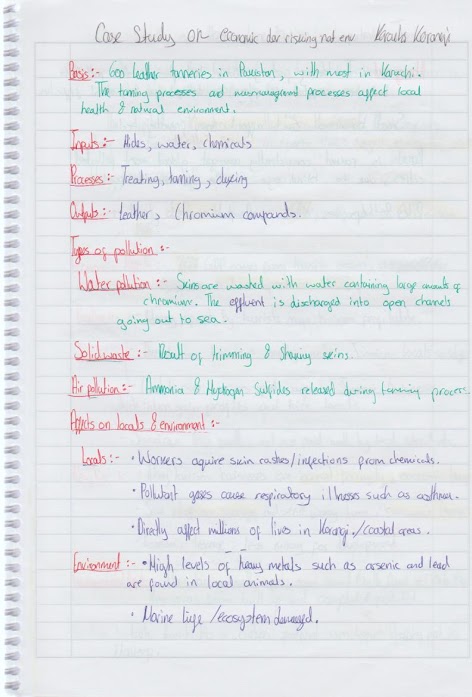 Case Study on economic dev risking nat env Korangi
Basis:- 600 leather tanneries in Pakistan, with most in Karachi.
The tanning processes and processes affect local
health & natural environment.
Inputs:- Hides, water, chemicals
Processes:- Treating, tanning, dying
Outputs:- leather, Chromium compounds.
Types of pollution:-
Water pollution:- Skins are washed with water containing large amounts of
chromium. The effluent is discharged into open channels
going out to sea.
Solid waste:- Result of trimming & shaving skins.
Air pollution:- Ammonia & Hydrogen Sulfides released during tanning process
Affects on locals & environment:-
Locals:- • Workers aquire skin rashes/infections from chemicals.
• Pollutant gases cause respiratory illnesses such as asthma.
• Directly affect millions of lives in Korangi/coastal areas.
Environment:- • High levels of heavy metals such as arsenic and lead
are found in local animals.
• Marine life/ecosystem damaged.